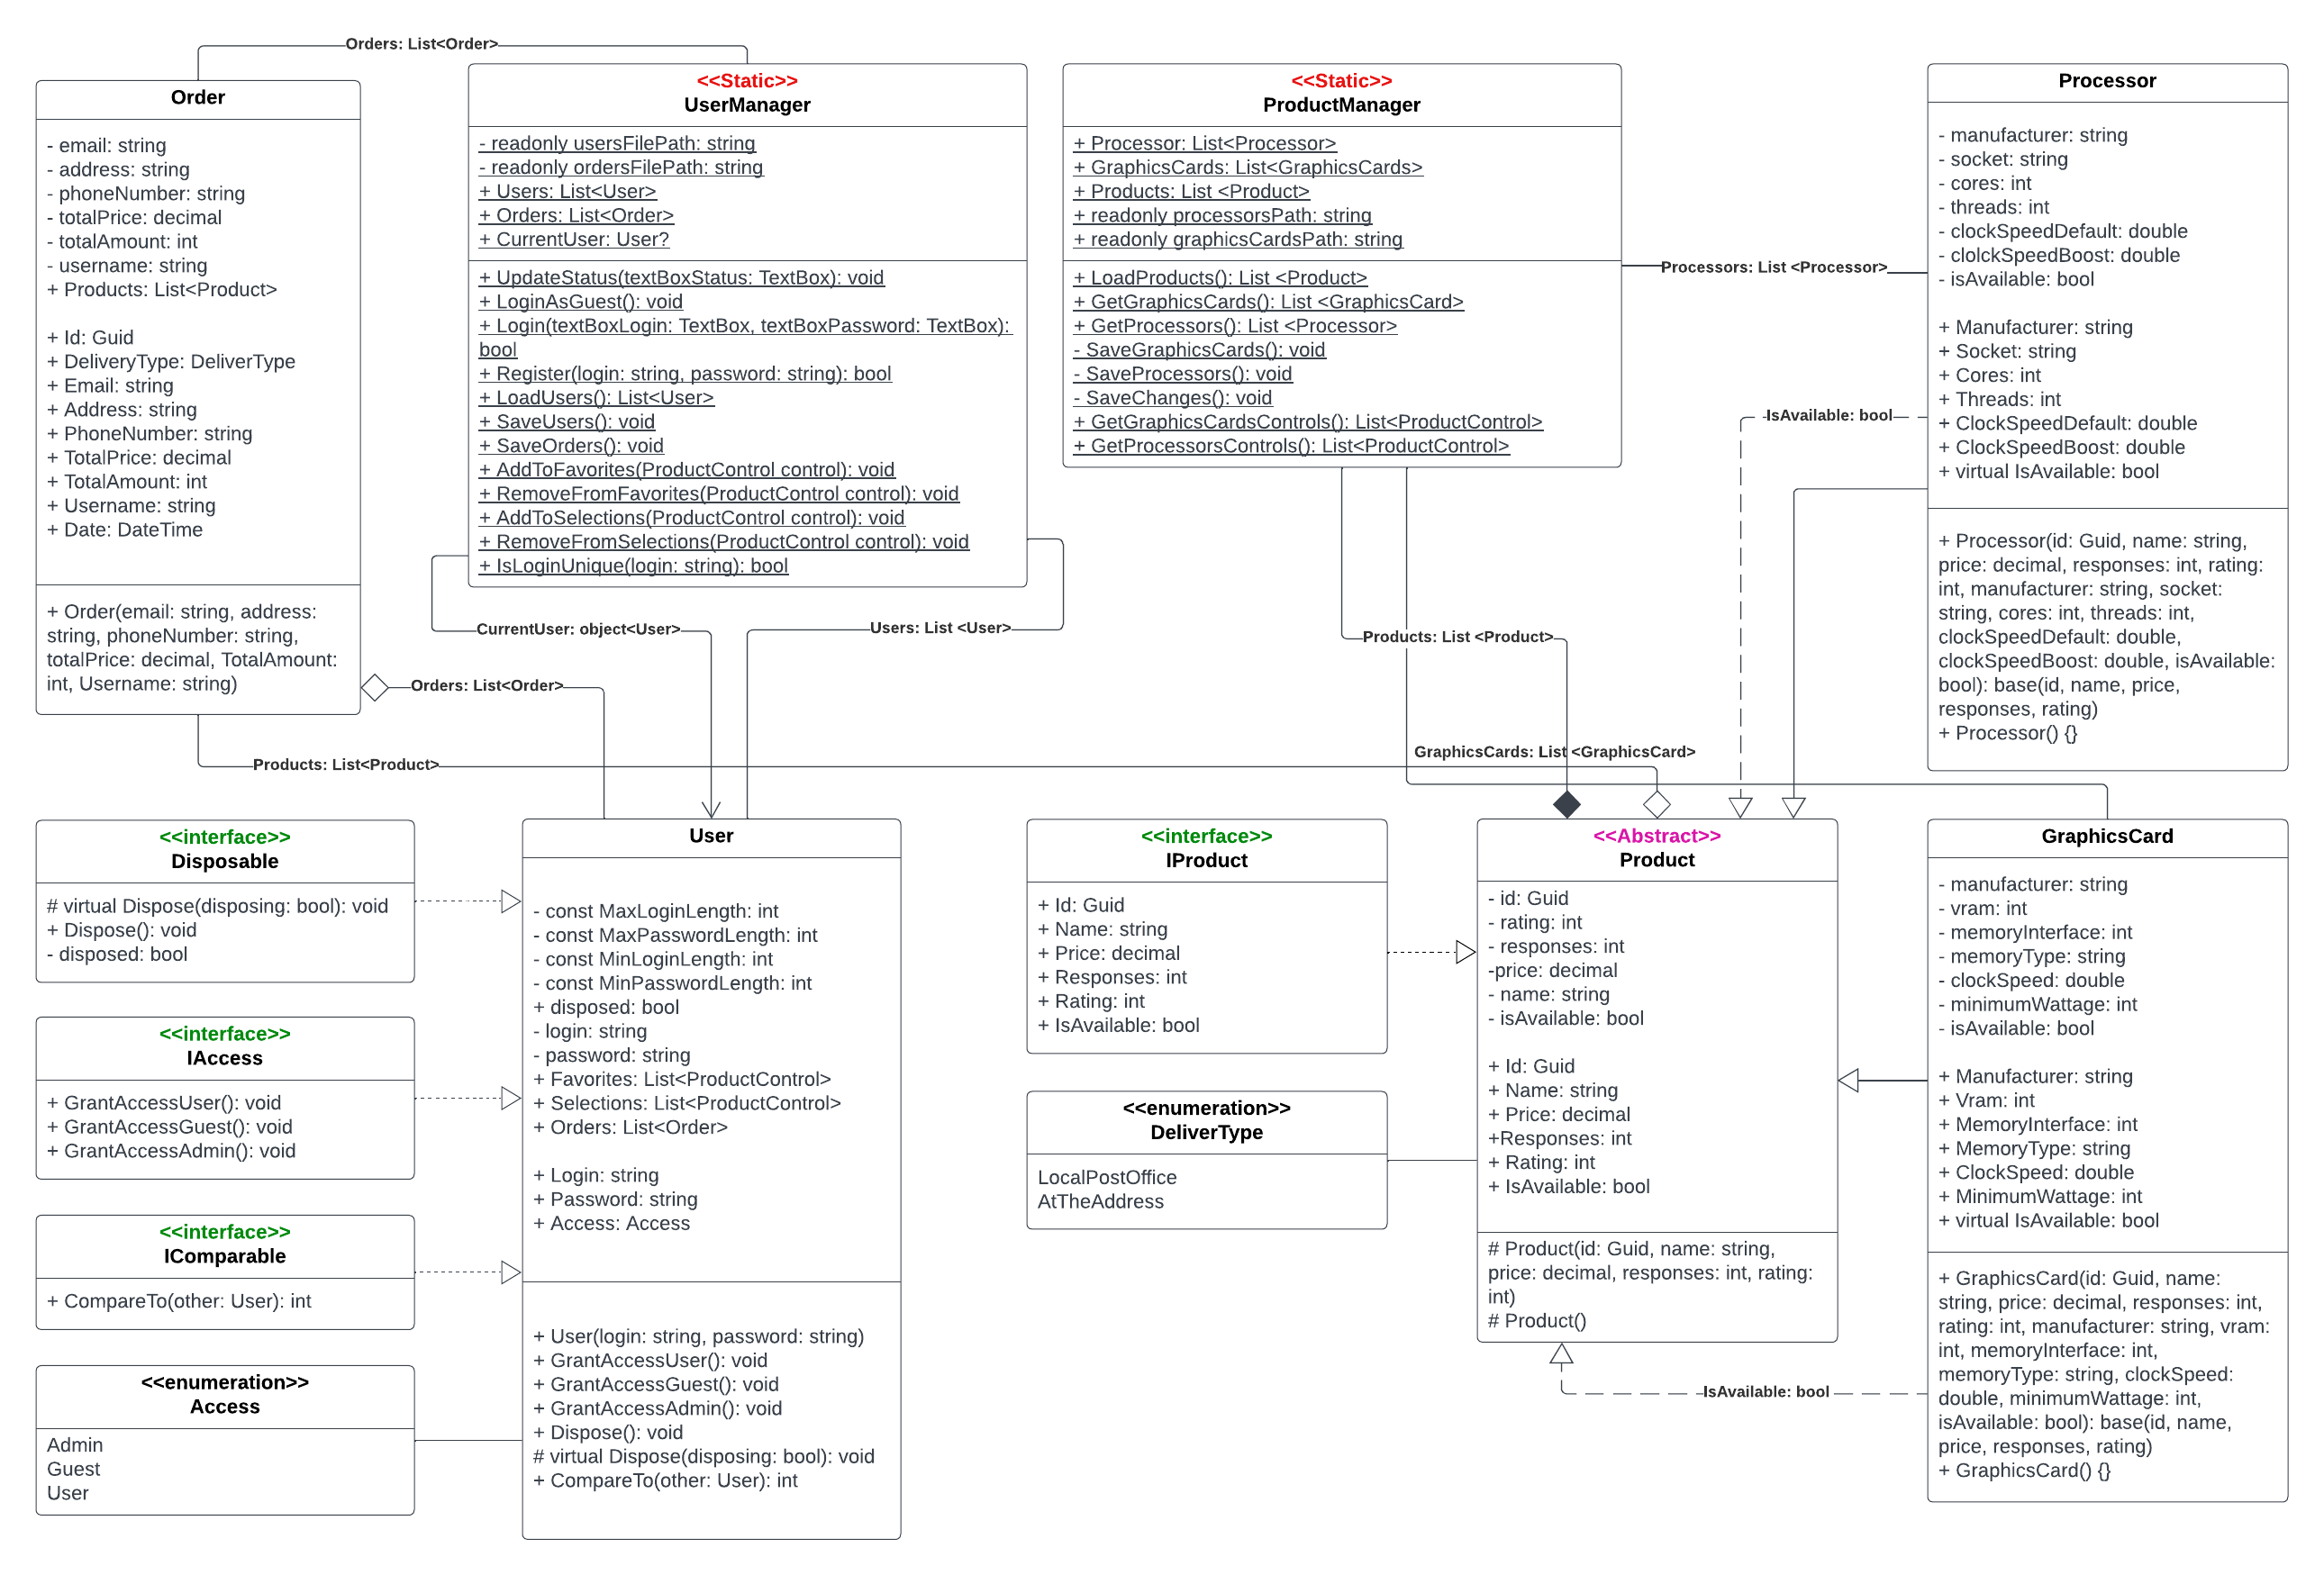 Orders: List<Order>
Order
- email: string
- address: string
- phoneNumber: string
- totalPrice: decimal
- totalAmount: int
- username: string
+ Products: List<Product>
+ Id: Guid
+ DeliveryType: DeliverType
+ Email: string
+ Address: string
+ PhoneNumber: string
+ TotalPrice: decimal
+ TotalAmount: int
+ Username: string
+ Date: DateTime
+ Order(email: string, address:
string, phoneNumber: string,
totalPrice: decimal, TotalAmount:
int, Username: string)
<<Static>>
UserManager
- readonly usersFilePath: string
- readonly ordersFilePath: string
+ Users: List<User>
+ Orders: List<Order>
+ CurrentUser: User?
+ UpdateStatus(textBoxStatus: TextBox): void
+ LoginAsGuest(): void
+ Login(textBoxLogin: TextBox, textBoxPassword: TextBox):
bool
+ Register(login: string, password: string): bool
+ LoadUsers(): List<User>
+ SaveUsers(): void
+ SaveOrders(): void
+ AddToFavorites(ProductControl control): void
+ RemoveFromFavorites(ProductControl control): void
+ AddToSelections(ProductControl control): void
+ RemoveFromSelections(ProductControl control): void
+ IsLoginUnique(login: string): bool
<<Static>>
ProductManager
+ Processor: List<Processor>
+ GraphicsCards: List<GraphicsCards>
+ Products: List <Product>
+ readonly processorsPath: string
+ readonly graphicsCardsPath: string
+ LoadProducts(): List <Product>
+ GetGraphicsCards(): List <GraphicsCard>
+ GetProcessors(): List <Processor>
- SaveGraphicsCards(): void
- SaveProcessors(): void
- SaveChanges(): void
+ GetGraphicsCardsControls(): List<ProductControl>
+ GetProcessorsControls(): List<ProductControl>
Processors: List <Processor>
IsAvailable: bool
Processor
- manufacturer: string
- socket: string
- cores: int
- threads: int
- clockSpeedDefault: double
- clolckSpeedBoost: double
- isAvailable: bool
+ Manufacturer: string
+ Socket: string
+ Cores: int
+ Threads: int
+ ClockSpeedDefault: double
+ ClockSpeedBoost: double
+ virtual IsAvailable: bool
+ Processor(id: Guid, name: string,
price: decimal, responses: int, rating:
int, manufacturer: string, socket:
string, cores: int, threads: int,
clockSpeedDefault: double,
clockSpeedBoost: double, isAvailable:
bool): base(id, name, price,
responses, rating)
+ Processor() {}
CurrentUser: object<User>
Users: List <User>
Products: List <Product>
Orders: List<Order>
Products: List<Product>
GraphicsCards: List <GraphicsCard>
<<interface>>
Disposable
# virtual Dispose(disposing: bool): void
+ Dispose(): void
- disposed: bool
<<interface>>
IAccess
+ GrantAccessUser(): void
+ GrantAccessGuest(): void
+ GrantAccessAdmin(): void
<<interface>>
IComparable
+ CompareTo(other: User): int
<<enumeration>>
Access
Admin
Guest
User
User
- const MaxLoginLength: int
- const MaxPasswordLength: int
- const MinLoginLength: int
- const MinPasswordLength: int
+ disposed: bool
- login: string
- password: string
+ Favorites: List<ProductControl>
+ Selections: List<ProductControl>
+ Orders: List<Order>
+ Login: string
+ Password: string
+ Access: Access
+ User(login: string, password: string)
+ GrantAccessUser(): void
+ GrantAccessGuest(): void
+ GrantAccessAdmin(): void
+ Dispose(): void
# virtual Dispose(disposing: bool): void
+ CompareTo(other: User): int
<<interface>>
IProduct
+ Id: Guid
+ Name: string
+ Price: decimal
+ Responses: int
+ Rating: int
+ IsAvailable: bool
<<enumeration>>
DeliverType
LocalPostOffice
AtTheAddress
<<Abstract>>
Product
- id: Guid
- rating: int
- responses: int
-price: decimal
- name: string
- isAvailable: bool
+ Id: Guid
+ Name: string
+ Price: decimal
+Responses: int
+ Rating: int
+ IsAvailable: bool
# Product(id: Guid, name: string,
price: decimal, responses: int, rating:
int)
# Product()
IsAvailable: bool
GraphicsCard
- manufacturer: string
- vram: int
- memoryInterface: int
- memoryType: string
- clockSpeed: double
- minimumWattage: int
- isAvailable: bool
+ Manufacturer: string
+ Vram: int
+ MemoryInterface: int
+ MemoryType: string
+ ClockSpeed: double
+ MinimumWattage: int
+ virtual IsAvailable: bool
+ GraphicsCard(id: Guid, name:
string, price: decimal, responses: int,
rating: int, manufacturer: string, vram:
int, memoryInterface: int,
memoryType: string, clockSpeed:
double, minimumWattage: int,
isAvailable: bool): base(id, name,
price, responses, rating)
+ GraphicsCard() {}